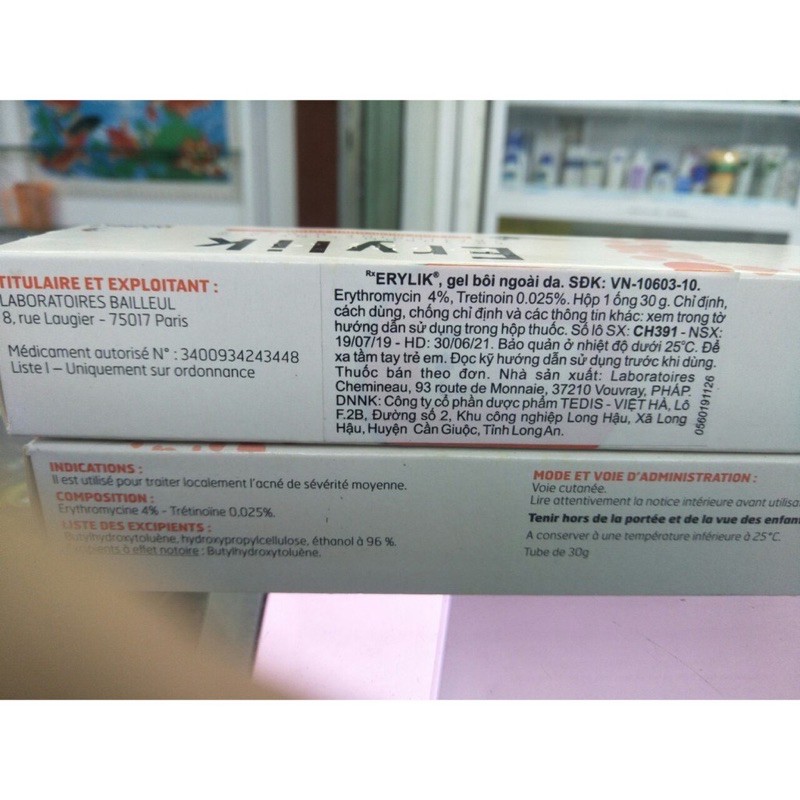 Erylik
TITULAIRE ET EXPLOITANT :
LABORATOIRES BAILLEUL
8, rue Laugier - 75017 Paris
Médicament autorisé N° : 3400934243448
Liste I – Uniquement sur ordonnance
Rx ERYLIK®, gel bôi ngoài da. SĐK: VN-10603-10.
Erythromycin 4%, Tretinoin 0.025%. Hộp 1 ống 30 g. Chỉ định,
cách dùng, chống chỉ định và các thông tin khác: xem trong tờ
hướng dẫn sử dụng trong hộp thuốc. Số lô SX: CH391 - NSX:
19/07/19 - HD: 30/06/21. Bảo quản ở nhiệt độ dưới 25°C. Để
xa tầm tay trẻ em. Đọc kỹ hướng dẫn sử dụng trước khi dùng.
Thuốc bán theo đơn. Nhà sản xuất: Laboratoires
Chemineau, 93 route de Monnaie, 37210 Vouvray, PHÁP.
DNNK: Công ty cổ phần dược phẩm TEDIS - VIỆT HÀ, Lô
F.2B, Đường số 2, Khu công nghiệp Long Hậu, Xã Long
Hậu, Huyện Cần Giuộc, Tỉnh Long An.
0560191126
INDICATIONS :
Il est utilisé pour traiter localement l'acné de sévérité moyenne.
COMPOSITION :
Erythromycine 4% - Trétinoïne 0.025%.
LISTE DES EXCIPIENTS :
Butylhydroxytoluène, hydroxypropylcellulose, éthanol à 96 %.
à effet notoire : Butylhydroxytoluène.
MODE ET VOIE D'ADMINISTRATION :
Voie cutanée.
Lire attentivement la notice intérieure avant
Tenir hors de la portée et de la vue des
A conserver à une température inférieure à 25°C.
Tube de 30g